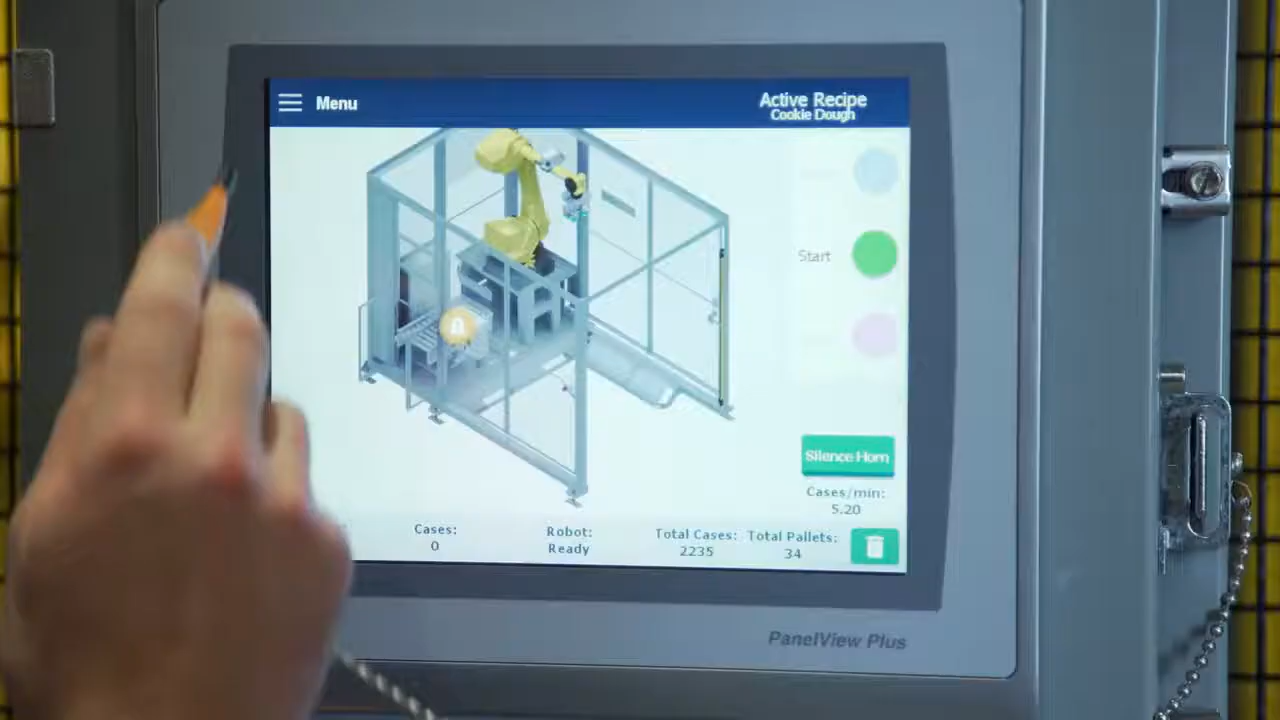 Menu
Active Recipe
Cookie Dough
Start
Silence Horn
Cases/min:
5.20
Cases:
0
Robot:
Ready
Total Cases:
2235
Total Pallets:
34
PanelView Plus